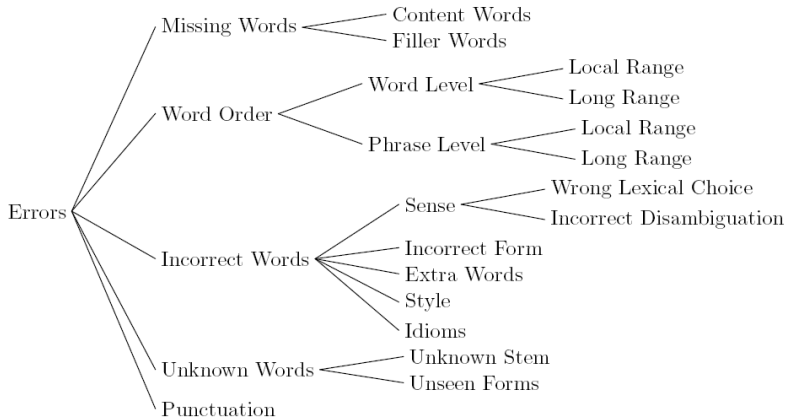 Errors
Missing Words
Content Words
Filler Words
Word Order
Word Level
Local Range
Long Range
Phrase Level
Local Range
Long Range
Incorrect Words
Sense
Wrong Lexical Choice
Incorrect Disambiguation
Incorrect Form
Extra Words
Style
Idioms
Unknown Words
Unknown Stem
Unseen Forms
Punctuation